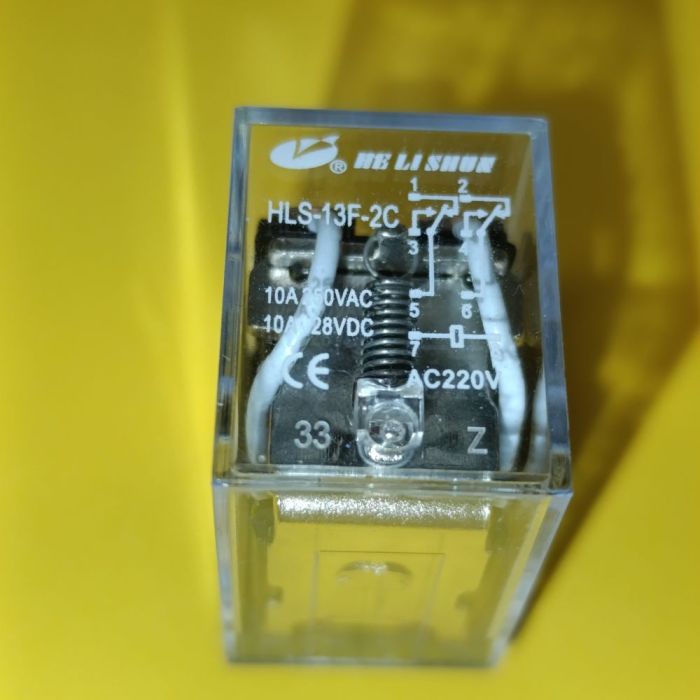 ® HE LI SHUN
1 2
HLS-13F-2C
3 4
10A 250VAC
5 6
10A 28VDC
7
AC220V
CE
33 Z